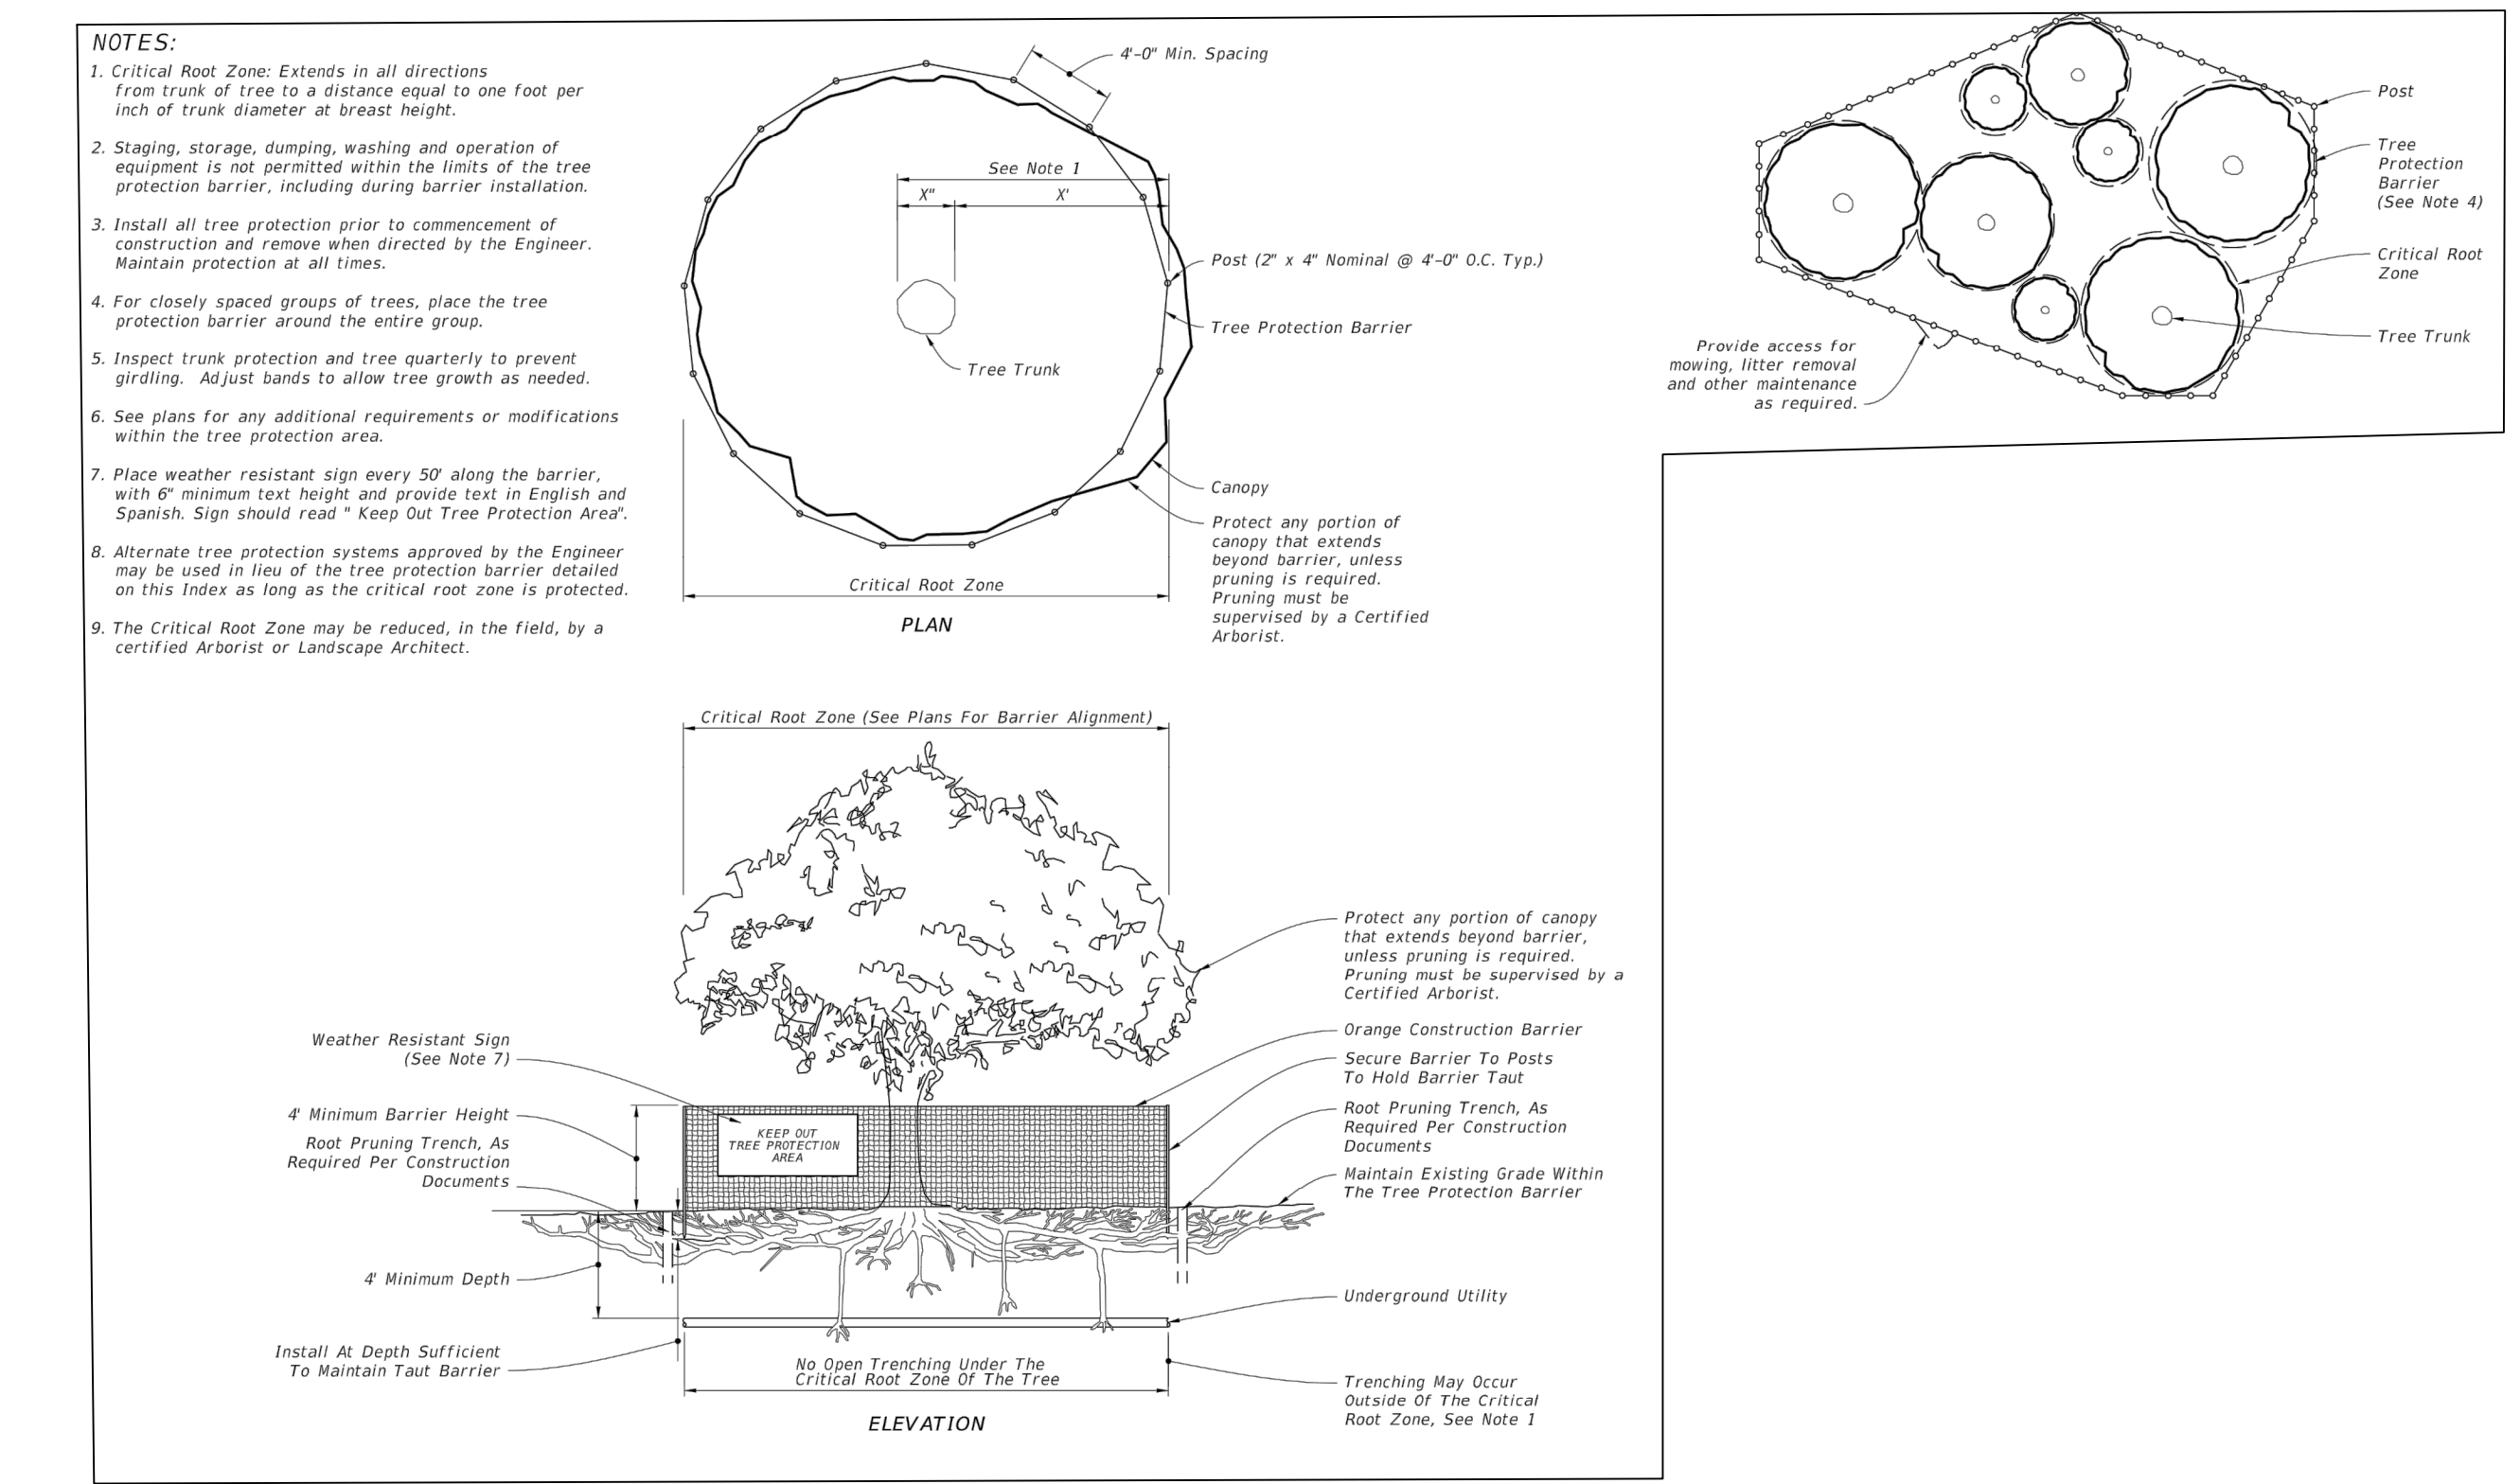 NOTES:
1. Critical Root Zone: Extends in all directions
from trunk of tree to a distance equal to one foot per
inch of trunk diameter at breast height.
2. Staging, storage, dumping, washing and operation of
equipment is not permitted within the limits of the tree
protection barrier, including during barrier installation.
3. Install all tree protection prior to commencement of
construction and remove when directed by the Engineer.
Maintain protection at all times.
4. For closely spaced groups of trees, place the tree
protection barrier around the entire group.
5. Inspect trunk protection and tree quarterly to prevent
girdling. Adjust bands to allow tree growth as needed.
6. See plans for any additional requirements or modifications
within the tree protection area.
7. Place weather resistant sign every 50' along the barrier,
with 6" minimum text height and provide text in English and
Spanish. Sign should read " Keep Out Tree Protection Area".
8. Alternate tree protection systems approved by the Engineer
may be used in lieu of the tree protection barrier detailed
on this Index as long as the critical root zone is protected.
9. The Critical Root Zone may be reduced, in the field, by a
certified Arborist or Landscape Architect.
4'-0" Min. Spacing
See Note 1
X"
X'
Post (2" x 4" Nominal @ 4'-0" O.C. Typ.)
Tree Protection Barrier
Tree Trunk
Canopy
Protect any portion of
canopy that extends
beyond barrier, unless
pruning is required.
Pruning must be
supervised by a Certified
Arborist.
Critical Root Zone
PLAN
Post
Tree
Protection
Barrier
(See Note 4)
Critical Root
Zone
Tree Trunk
Provide access for
mowing, litter removal
and other maintenance
as required.
Critical Root Zone (See Plans For Barrier Alignment)
Weather Resistant Sign
(See Note 7)
4' Minimum Barrier Height
Root Pruning Trench, As
Required Per Construction
Documents
4' Minimum Depth
Install At Depth Sufficient
To Maintain Taut Barrier
KEEP OUT
TREE PROTECTION
AREA
Protect any portion of canopy
that extends beyond barrier,
unless pruning is required.
Pruning must be supervised by a
Certified Arborist.
Orange Construction Barrier
Secure Barrier To Posts
To Hold Barrier Taut
Root Pruning Trench, As
Required Per Construction
Documents
Maintain Existing Grade Within
The Tree Protection Barrier
Underground Utility
Trenching May Occur
Outside Of The Critical
Root Zone, See Note 1
No Open Trenching Under The
Critical Root Zone Of The Tree
ELEVATION